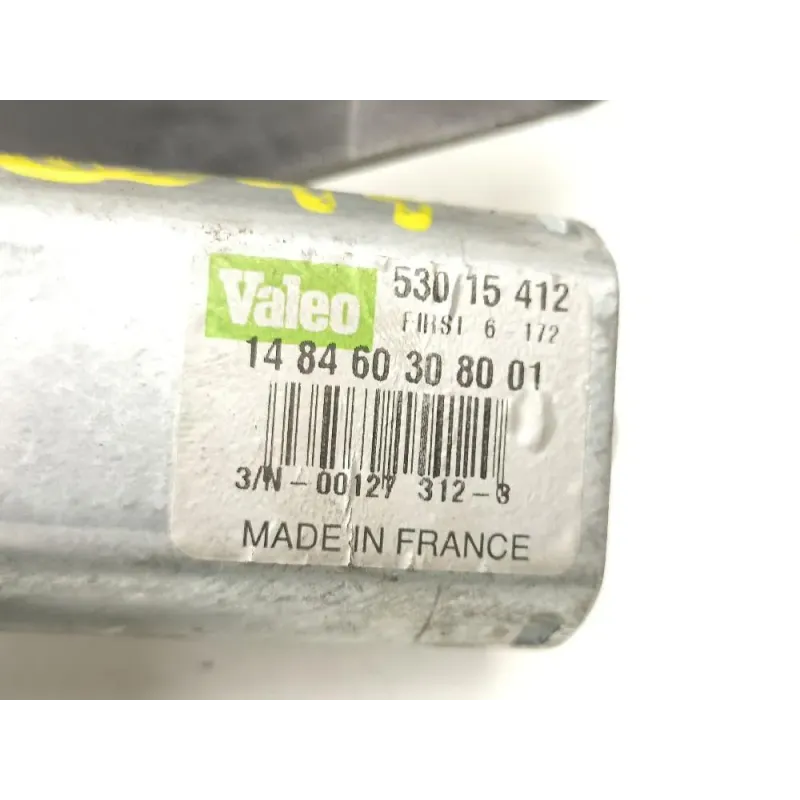 Valeo 530 15 412
FIRST 6 - 172
14 84 60 30 80 01
3/N - 00127 312-3
MADE IN FRANCE